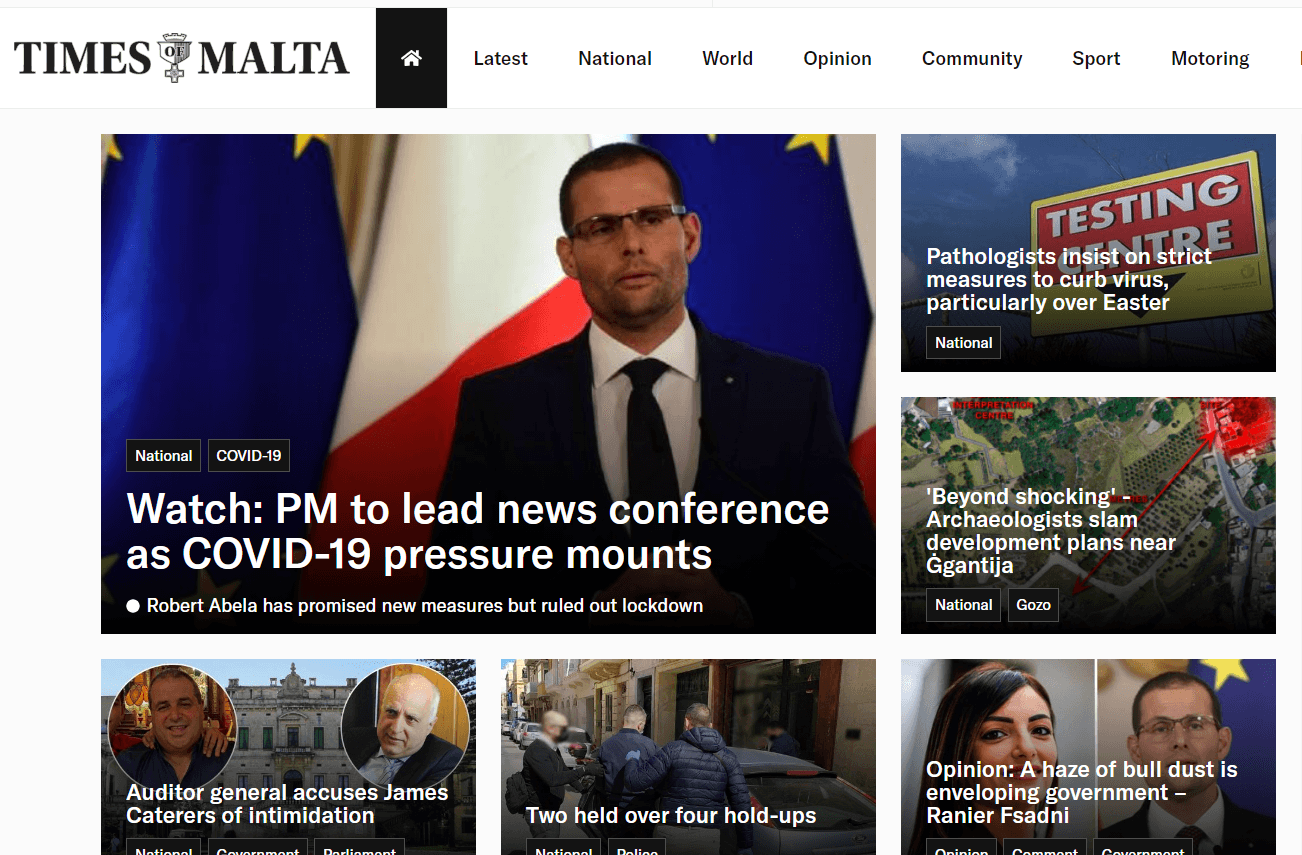 TIMES OF MALTA
Latest
National
World
Opinion
Community
Sport
Motoring
National
COVID-19
Watch: PM to lead news conference
as COVID-19 pressure mounts
Robert Abela has promised new measures but ruled out lockdown
TESTING
CENTRE
Pathologists insist on strict
measures to curb virus,
particularly over Easter
National
INTERPRETATION
CENTRE
SITE
'Beyond shocking' -
Archaeologists slam
development plans near
Ġgantija
National
Gozo
Auditor general accuses James
Caterers of intimidation
National
Government
Parliament
Two held over four hold-ups
National
Police
Opinion: A haze of bull dust is
enveloping government –
Ranier Fsadni
Opinion
Comment
Government